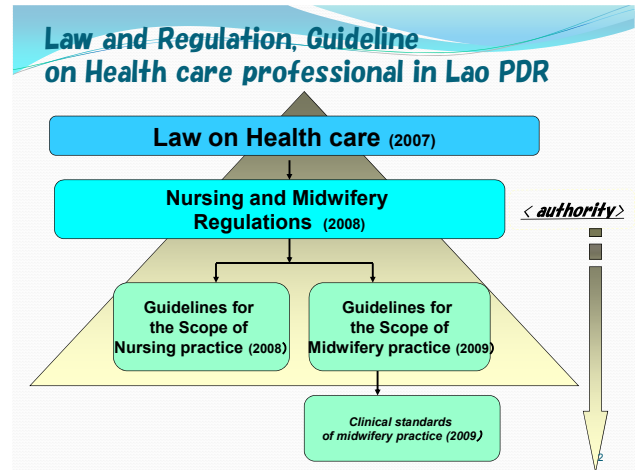 Law and Regulation, Guideline
on Health care professional in Lao PDR
Law on Health care (2007)
Nursing and Midwifery
Regulations (2008)
< authority>
Guidelines for
the Scope of
Nursing practice (2008)
Guidelines for
the Scope of
Midwifery practice (2009)
Clinical standards
of midwifery practice (2009)
2